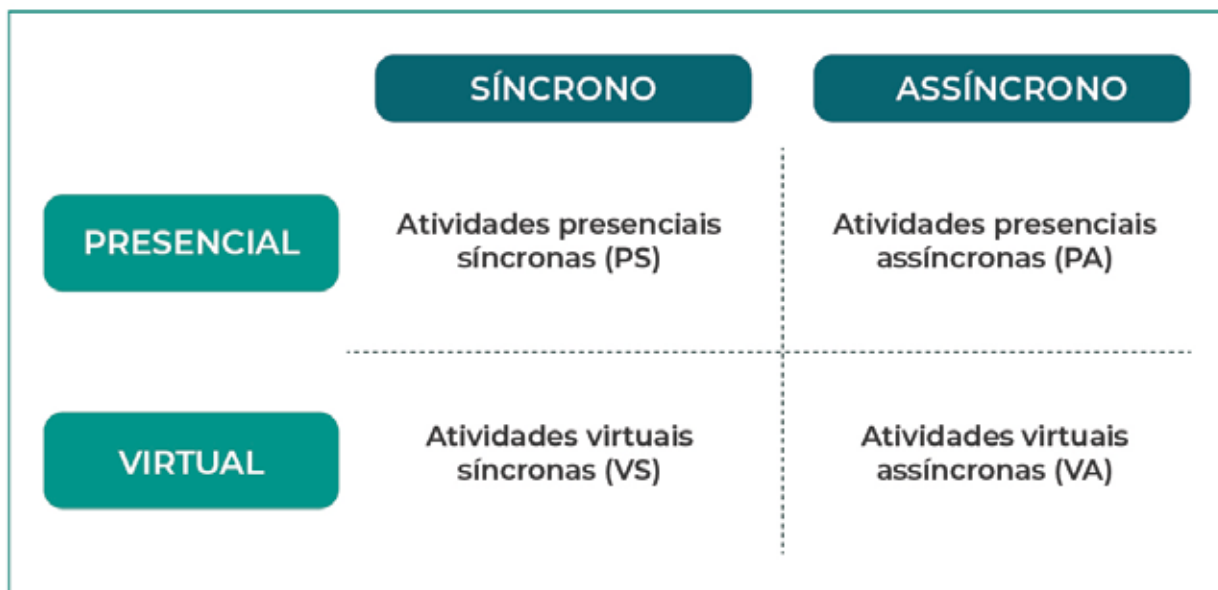 SÍNCRONO
ASSÍNCRONO
PRESENCIAL
Atividades presenciais
síncronas (PS)
Atividades presenciais
assíncronas (PA)
VIRTUAL
Atividades virtuais
síncronas (VS)
Atividades virtuais
assíncronas (VA)